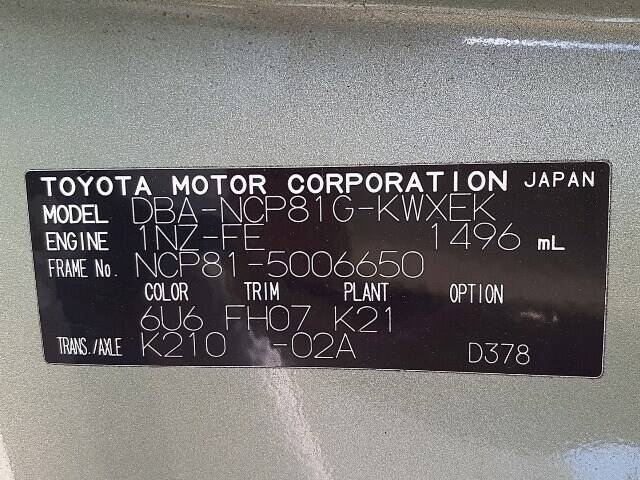 TOYOTA MOTOR CORPORATION JAPAN
MODEL DBA-NCP81G-KWXEK
ENGINE 1NZ-FE 1496 mL
FRAME No. NCP81-5006650
COLOR TRIM PLANT OPTION
6U6 FH07 K21
TRANS./AXLE K210 -02A D378